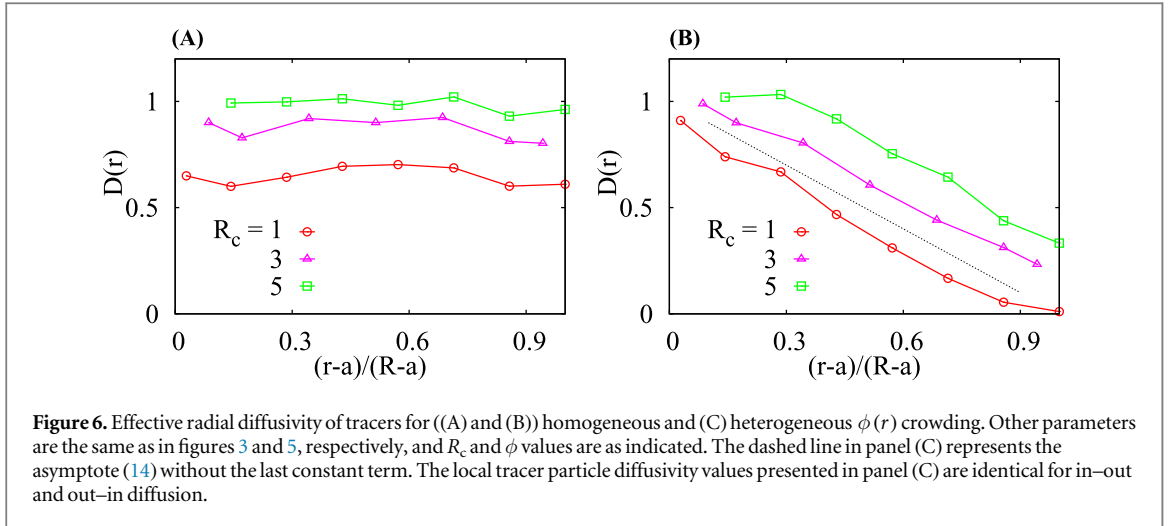 (A)
(B)
1
0.5
0
D(r)
R_c = 1
3
5
0
0.3
0.6
0.9
(r-a)/(R-a)
1
0.5
0
D(r)
R_c = 1
3
5
0
0.3
0.6
0.9
(r-a)/(R-a)
Figure 6. Effective radial diffusivity of tracers for ((A) and (B)) homogeneous and (C) heterogeneous ϕ(r) crowding. Other parameters
are the same as in figures 3 and 5, respectively, and R_c and ϕ values are as indicated. The dashed line in panel (C) represents the
asymptote (14) without the last constant term. The local tracer particle diffusivity values presented in panel (C) are identical for in–out
and out–in diffusion.